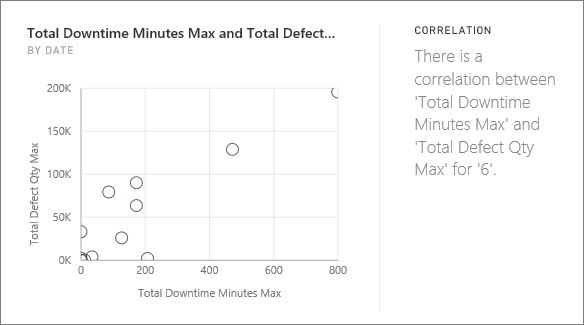 Total Downtime Minutes Max and Total Defect...
BY DATE
200K
150K
100K
50K
0K
Total Defect Qty Max
0
200
400
600
800
Total Downtime Minutes Max
CORRELATION
There is a
correlation between
'Total Downtime
Minutes Max' and
'Total Defect Qty
Max' for '6'.